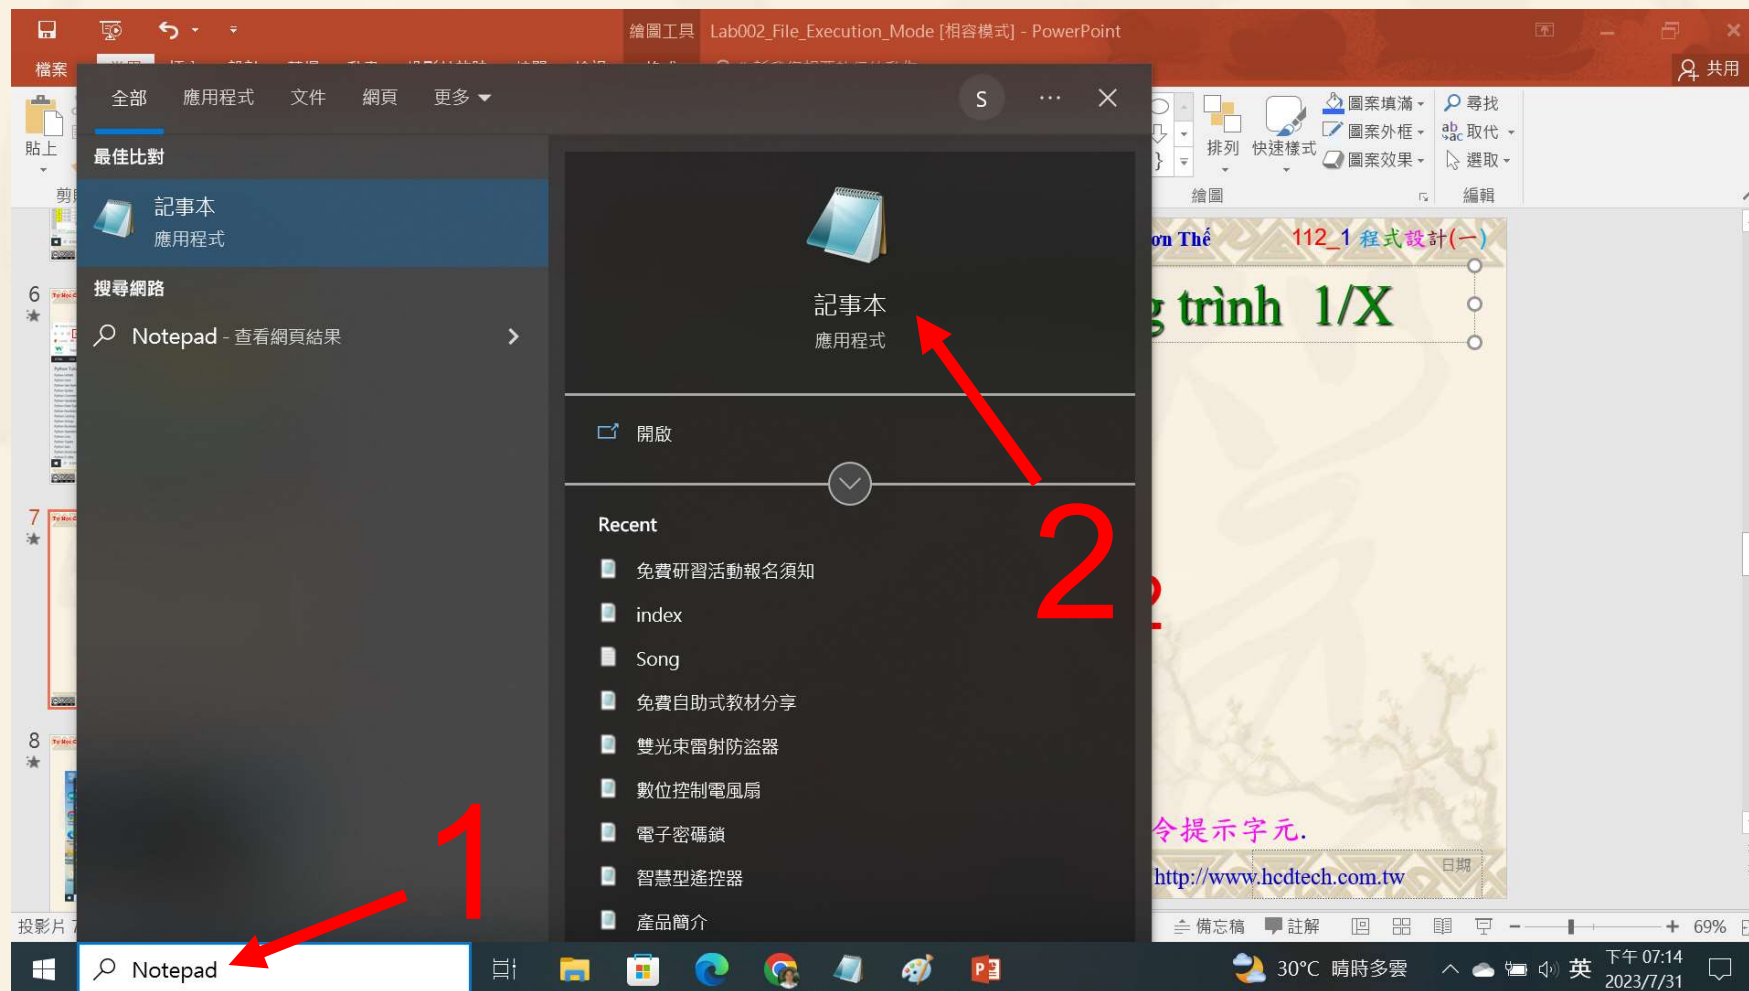 繪圖工具 Lab002_File_Execution_Mode [相容模式] - PowerPoint
檔案
共用
全部 應用程式 文件 網頁 更多
S
貼上
排列 快速樣式
圖案填滿
圖案外框
圖案效果
尋找
取代
選取
繪圖 編輯
最佳比對
記事本
應用程式
搜尋網路
Notepad - 查看網頁結果
記事本
應用程式
開啟
Recent
免費研習活動報名須知
index
Song
免費自助式教材分享
雙光束雷射防盜器
數位控制電風扇
電子密碼鎖
智慧型遙控器
產品簡介
1
2
6
7
8
ơn Thế 112_1 程式設計(一)
trình 1/X
令提示字元.
http://www.hcdtech.com.tw
日期
投影片 7
備忘稿 註解 69%
Notepad
30°C 晴時多雲 英
下午 07:14
2023/7/31